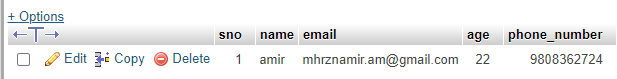 + Options
←T→ sno name email age phone_number
Edit Copy Delete 1 amir mhrznamir.am@gmail.com 22 9808362724